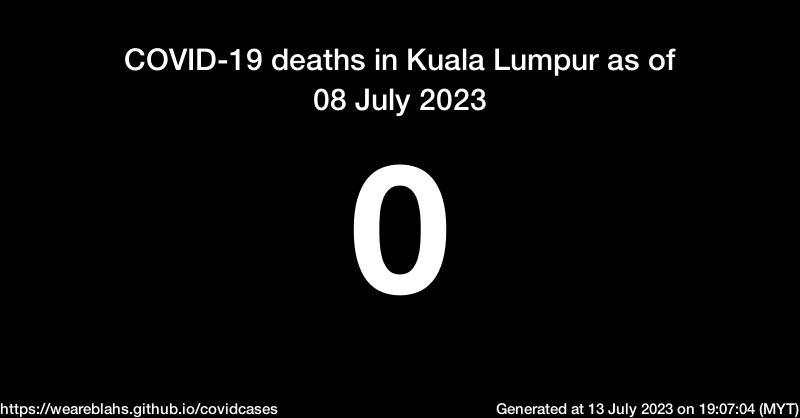 COVID-19 deaths in Kuala Lumpur as of
08 July 2023
0
https://weareblahs.github.io/covidcases
Generated at 13 July 2023 on 19:07:04 (MYT)